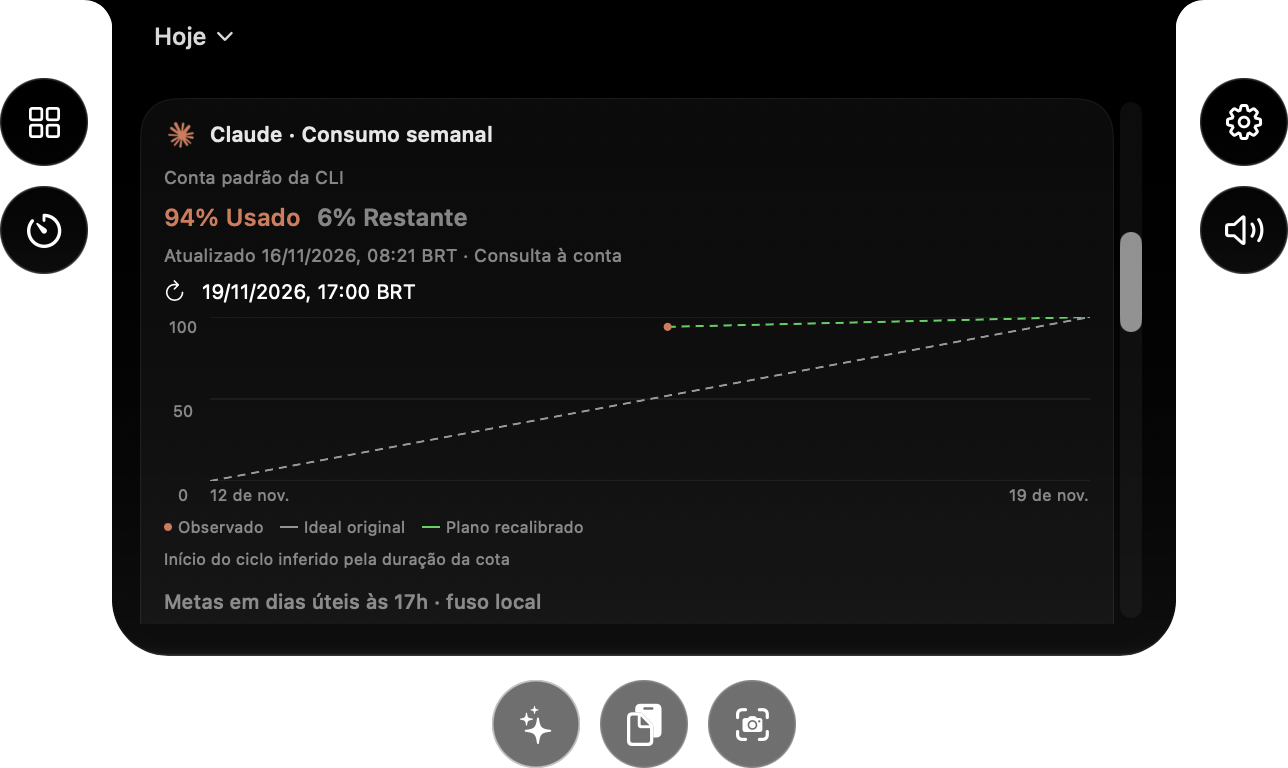 Hoje
Claude · Consumo semanal
Conta padrão da CLI
94% Usado 6% Restante
Atualizado 16/11/2026, 08:21 BRT · Consulta à conta
19/11/2026, 17:00 BRT
100
50
0
12 de nov. 19 de nov.
Observado Ideal original Plano recalibrado
Início do ciclo inferido pela duração da cota
Metas em dias úteis às 17h · fuso local